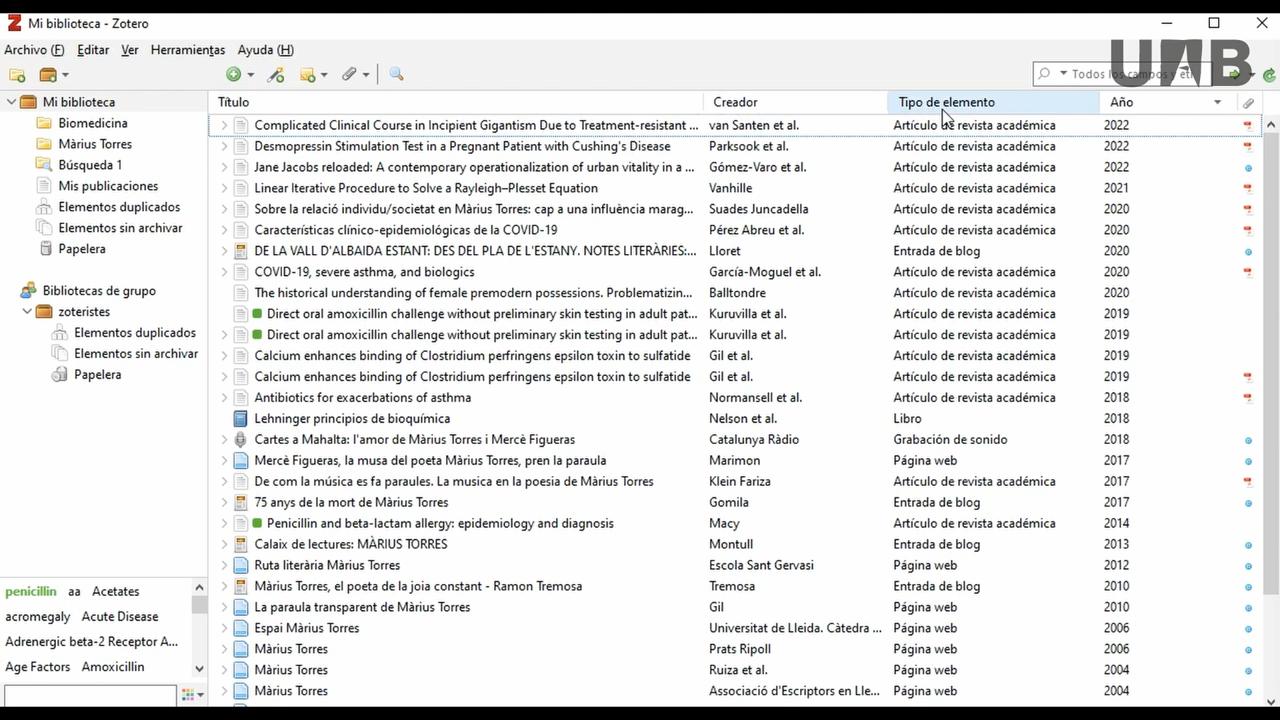 Mi biblioteca - Zotero
Archivo (F) Editar Ver Herramientas Ayuda (H)
UAB
Todos los campos y eti
Título Creador Tipo de elemento Año
Mi biblioteca
Biomedicina
Màrius Torres
Búsqueda 1
Mis publicaciones
Elementos duplicados
Elementos sin archivar
Papelera
Bibliotecas de grupo
zoteristes
Elementos duplicados
Elementos sin archivar
Papelera
Complicated Clinical Course in Incipient Gigantism Due to Treatment-resistant ... van Santen et al. Artículo de revista académica 2022
Desmopressin Stimulation Test in a Pregnant Patient with Cushing's Disease Parksook et al. Artículo de revista académica 2022
Jane Jacobs reloaded: A contemporary operationalization of urban vitality in a ... Gómez-Varo et al. Artículo de revista académica 2022
Linear Iterative Procedure to Solve a Rayleigh–Plesset Equation Vanhille Artículo de revista académica 2021
Sobre la relació individu/societat en Màrius Torres: cap a una influència marag... Suades Juncadella Artículo de revista académica 2020
Características clínico-epidemiológicas de la COVID-19 Pérez Abreu et al. Artículo de revista académica 2020
DE LA VALL D'ALBAIDA ESTANT: DES DEL PLA DE L'ESTANY. NOTES LITERÀRIES:... Lloret Entrada de blog 2020
COVID-19, severe asthma, and biologics García-Moguel et al. Artículo de revista académica 2020
The historical understanding of female premodern possessions. Problematizin... Balltondre Artículo de revista académica 2020
Direct oral amoxicillin challenge without preliminary skin testing in adult pat... Kuruvilla et al. Artículo de revista académica 2019
Direct oral amoxicillin challenge without preliminary skin testing in adult pat... Kuruvilla et al. Artículo de revista académica 2019
Calcium enhances binding of Clostridium perfringens epsilon toxin to sulfatide Gil et al. Artículo de revista académica 2019
Calcium enhances binding of Clostridium perfringens epsilon toxin to sulfatide Gil et al. Artículo de revista académica 2019
Antibiotics for exacerbations of asthma Normansell et al. Artículo de revista académica 2018
Lehninger principios de bioquímica Nelson et al. Libro 2018
Cartes a Mahalta: l'amor de Màrius Torres i Mercè Figueras Catalunya Ràdio Grabación de sonido 2018
Mercè Figueras, la musa del poeta Màrius Torres, pren la paraula Marimon Página web 2017
De com la música es fa paraules. La musica en la poesia de Màrius Torres Klein Fariza Artículo de revista académica 2017
75 anys de la mort de Màrius Torres Gomila Entrada de blog 2017
Penicillin and beta-lactam allergy: epidemiology and diagnosis Macy Artículo de revista académica 2014
Calaix de lectures: MÀRIUS TORRES Montull Entrada de blog 2013
Ruta literària Màrius Torres Escola Sant Gervasi Página web 2012
Màrius Torres, el poeta de la joia constant - Ramon Tremosa Tremosa Entrada de blog 2010
La paraula transparent de Màrius Torres Gil Página web 2010
Espai Màrius Torres Universitat de Lleida. Càtedra ... Página web 2006
Màrius Torres Prats Ripoll Página web 2006
Màrius Torres Ruiza et al. Página web 2004
Màrius Torres Associació d'Escriptors en Lle... Página web 2004
penicillin aa Acetates
acromegaly Acute Disease
Adrenergic beta-2 Receptor A...
Age Factors Amoxicillin